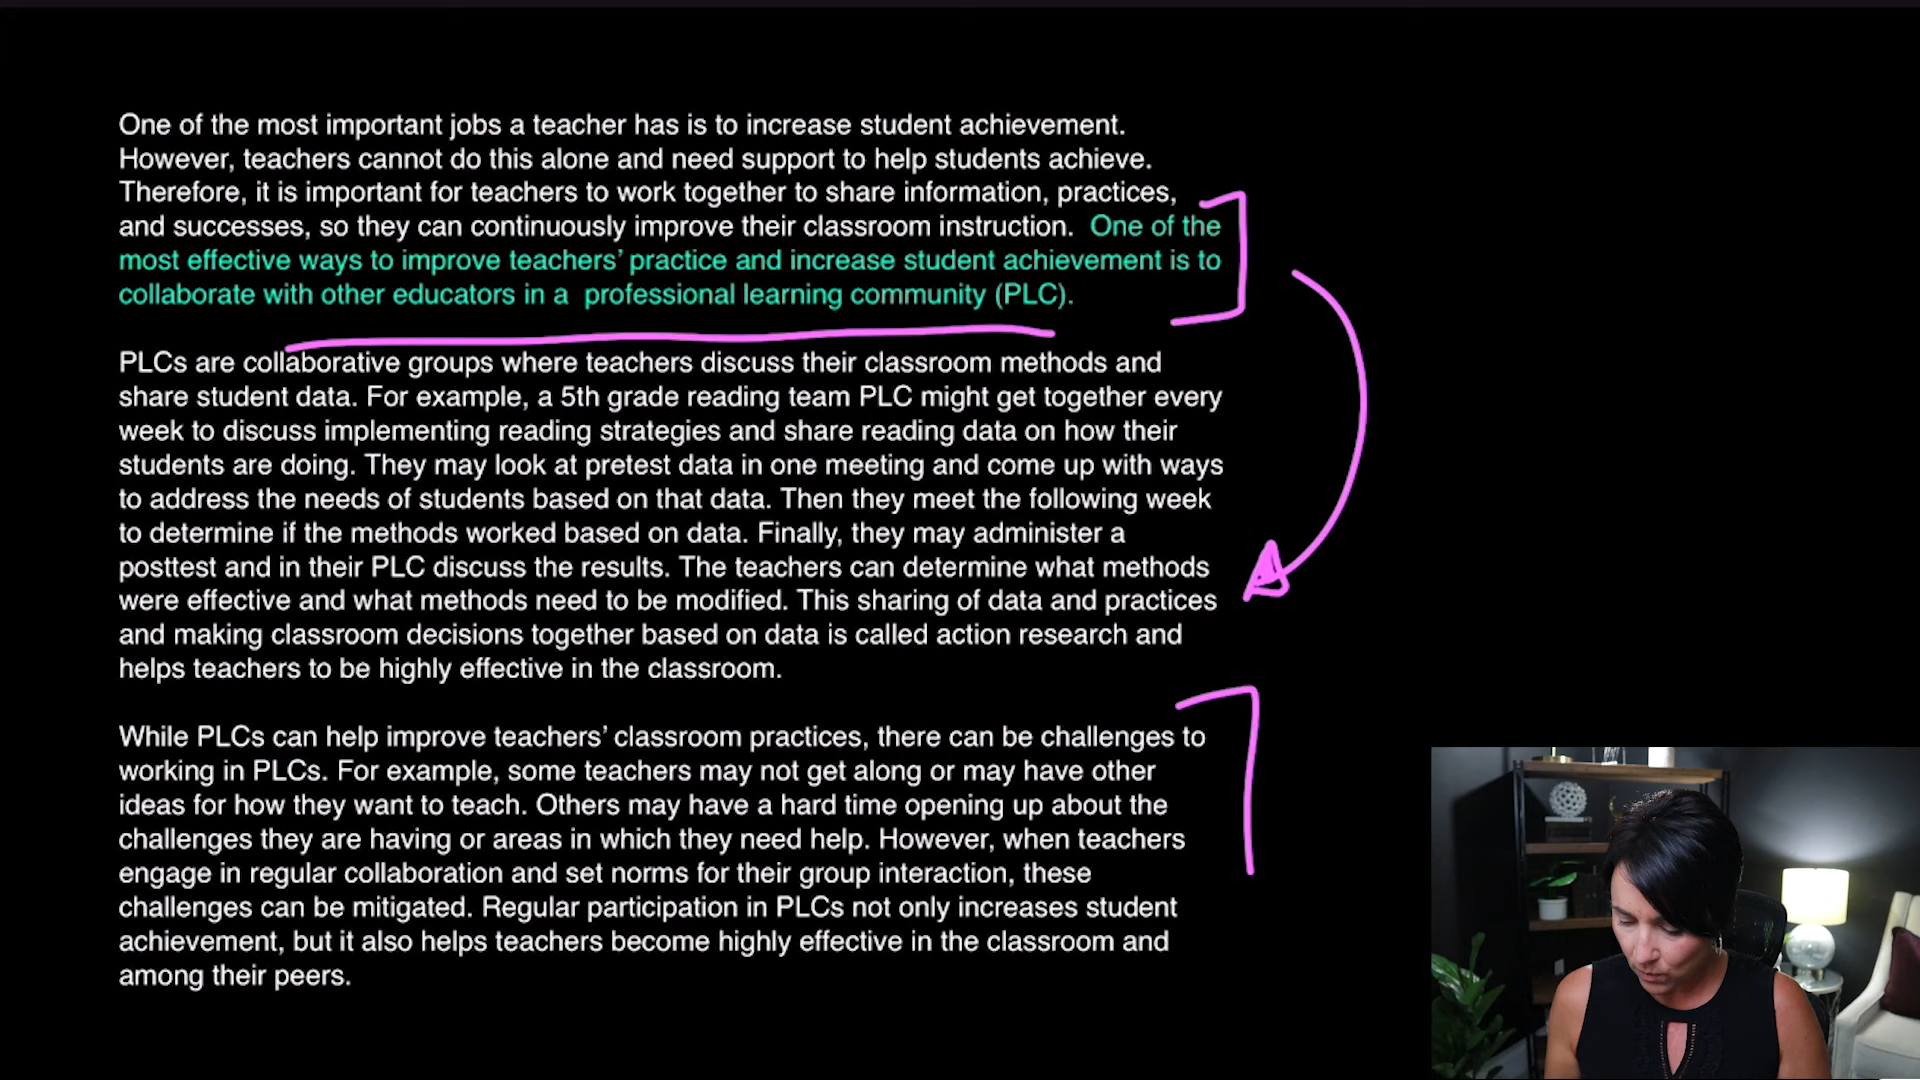 One of the most important jobs a teacher has is to increase student achievement.
However, teachers cannot do this alone and need support to help students achieve.
Therefore, it is important for teachers to work together to share information, practices,
and successes, so they can continuously improve their classroom instruction.  One of the
most effective ways to improve teachers’ practice and increase student achievement is to
collaborate with other educators in a  professional learning community (PLC).
PLCs are collaborative groups where teachers discuss their classroom methods and
share student data. For example, a 5th grade reading team PLC might get together every
week to discuss implementing reading strategies and share reading data on how their
students are doing. They may look at pretest data in one meeting and come up with ways
to address the needs of students based on that data. Then they meet the following week
to determine if the methods worked based on data. Finally, they may administer a
posttest and in their PLC discuss the results. The teachers can determine what methods
were effective and what methods need to be modified. This sharing of data and practices
and making classroom decisions together based on data is called action research and
helps teachers to be highly effective in the classroom.
While PLCs can help improve teachers’ classroom practices, there can be challenges to
working in PLCs. For example, some teachers may not get along or may have other
ideas for how they want to teach. Others may have a hard time opening up about the
challenges they are having or areas in which they need help. However, when teachers
engage in regular collaboration and set norms for their group interaction, these
challenges can be mitigated. Regular participation in PLCs not only increases student
achievement, but it also helps teachers become highly effective in the classroom and
among their peers.